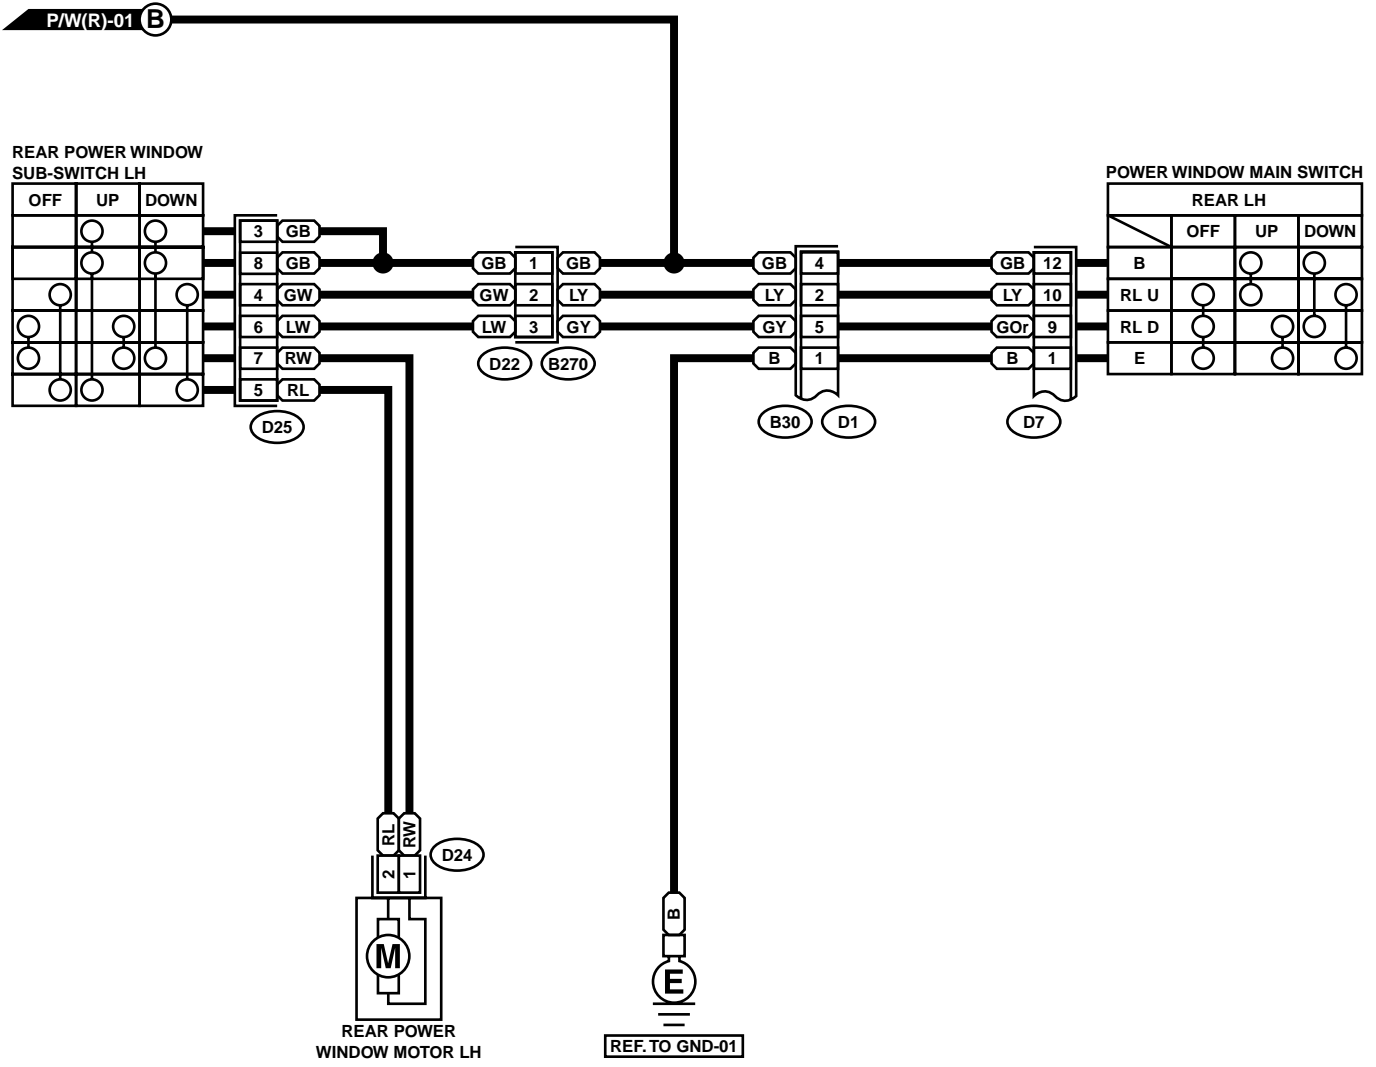 P/W(R)-01 B
REAR POWER WINDOW
SUB-SWITCH LH
OFF UP DOWN
3 GB
8 GB
4 GW
6 LW
7 RW
5 RL
D25
GB 1 GB
GW 2 LY
LW 3 GY
D22 B270
GB 4
LY 2
GY 5
B 1
B30 D1
GB 12
LY 10
GOr 9
B 1
D7
POWER WINDOW MAIN SWITCH
REAR LH
OFF UP DOWN
B
RL U
RL D
E
RL RW
2 1
D24
M
REAR POWER
WINDOW MOTOR LH
B
E
REF. TO GND-01